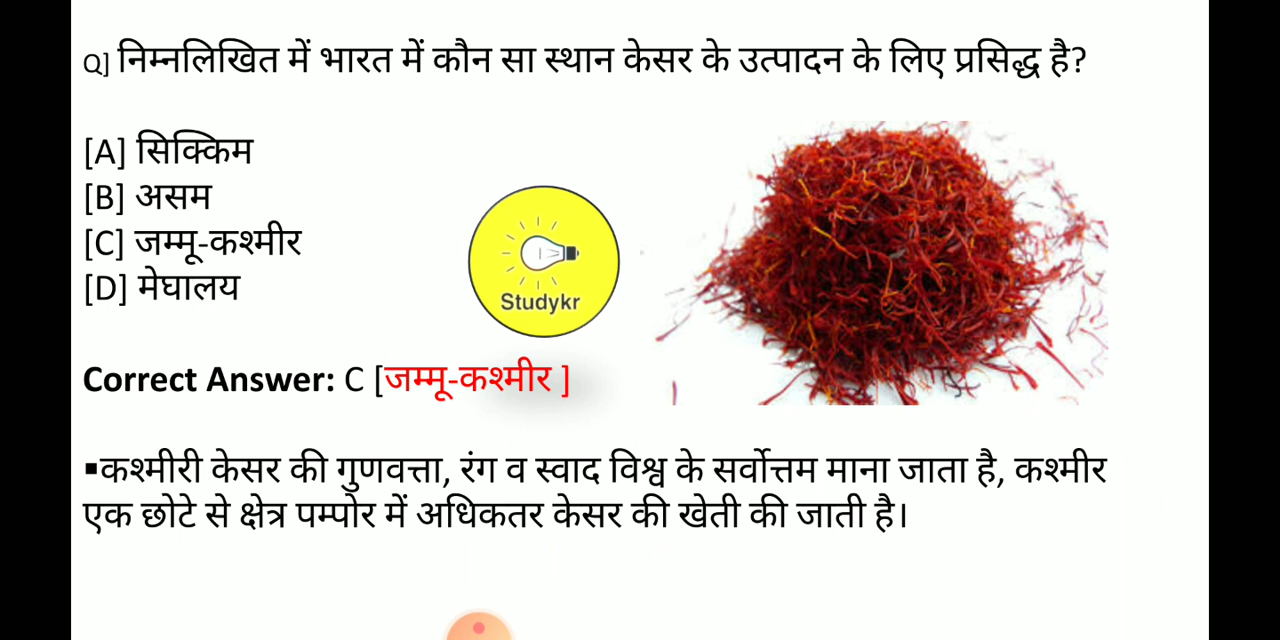 Q] निम्नलिखित में भारत में कौन सा स्थान केसर के उत्पादन के लिए प्रसिद्ध है?
[A] सिक्किम
[B] असम
[C] जम्मू-कश्मीर
[D] मेघालय
Studykr
Correct Answer: C [जम्मू-कश्मीर ]
▪कश्मीरी केसर की गुणवत्ता, रंग व स्वाद विश्व के सर्वोत्तम माना जाता है, कश्मीर
एक छोटे से क्षेत्र पम्पोर में अधिकतर केसर की खेती की जाती है।